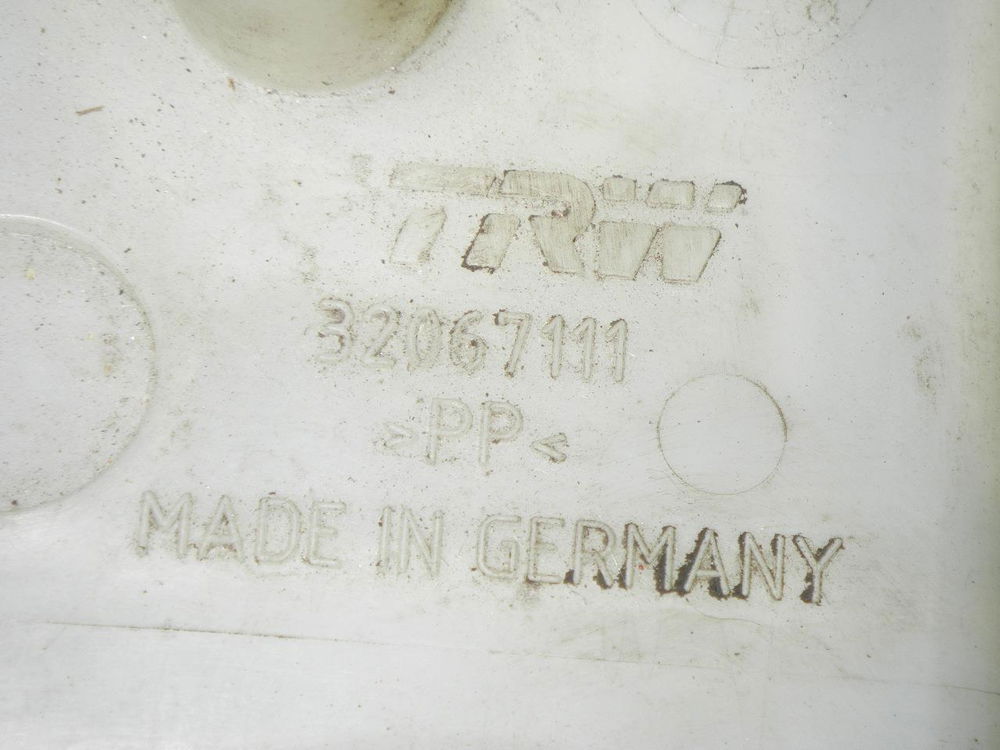 TRW
32067111
>PP<
MADE IN GERMANY